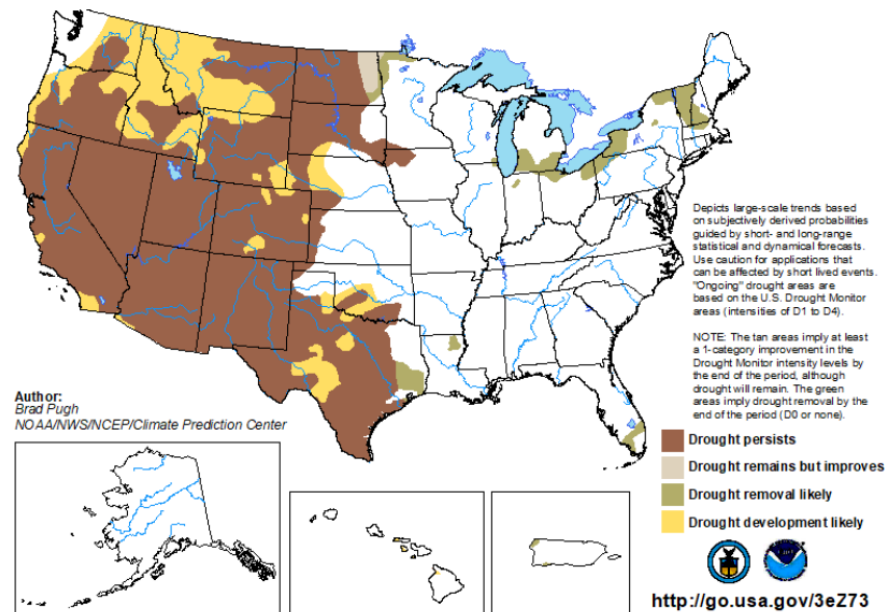 Depicts large-scale trends based
on subjectively derived probabilities
guided by short- and long-range
statistical and dynamical forecasts.
Use caution for applications that
can be affected by short lived events.
"Ongoing" drought areas are
based on the U.S. Drought Monitor
areas (intensities of D1 to D4).
NOTE: The tan areas imply at least
a 1-category improvement in the
Drought Monitor intensity levels by
the end of the period, although
drought will remain. The green
areas imply drought removal by the
end of the period (D0 or none).
Author:
Brad Pugh
NOAA/NWS/NCEP/Climate Prediction Center
Drought persists
Drought remains but improves
Drought removal likely
Drought development likely
http://go.usa.gov/3eZ73